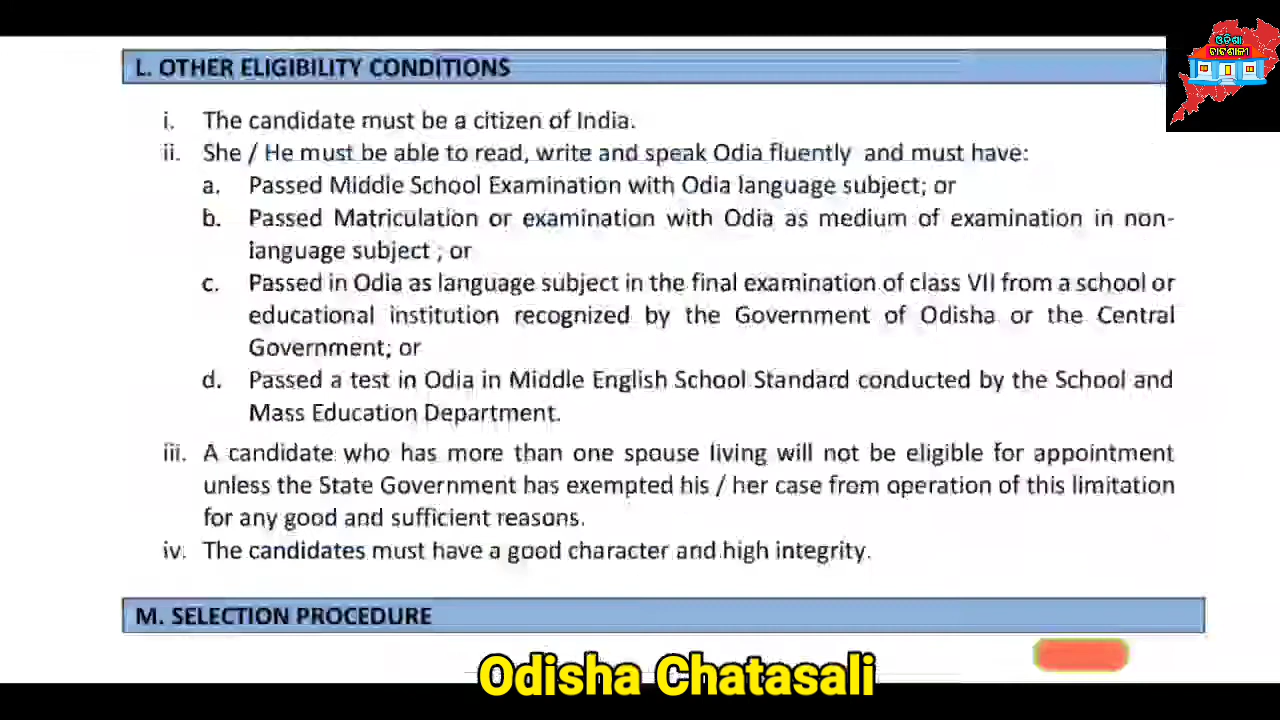 L. OTHER ELIGIBILITY CONDITIONS
ଓଡ଼ିଶା
ଚାଟଶାଳୀ
i. The candidate must be a citizen of India.
ii. She / He must be able to read, write and speak Odia fluently and must have:
a. Passed Middle School Examination with Odia language subject; or
b. Passed Matriculation or examination with Odia as medium of examination in non-
language subject ; or
c. Passed in Odia as language subject in the final examination of class VII from a school or
educational institution recognized by the Government of Odisha or the Central
Government; or
d. Passed a test in Odia in Middle English School Standard conducted by the School and
Mass Education Department.
iii. A candidate who has more than one spouse living will not be eligible for appointment
unless the State Government has exempted his / her case from operation of this limitation
for any good and sufficient reasons.
iv. The candidates must have a good character and high integrity.
M. SELECTION PROCEDURE
Odisha Chatasali